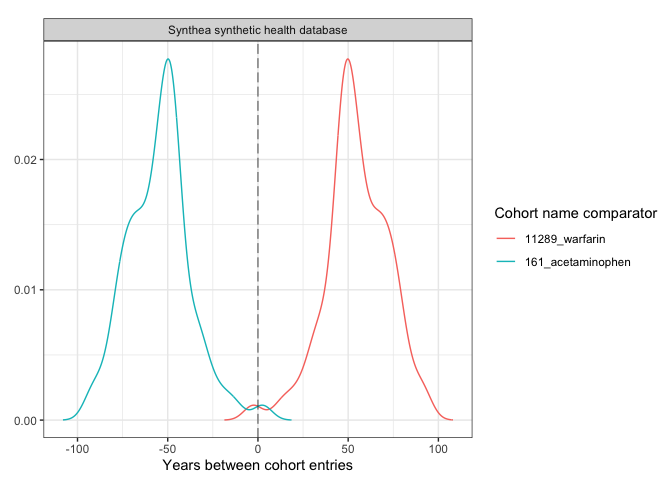 Synthea synthetic health database
0.02
0.01
0.00
-100
-50
0
50
100
Years between cohort entries
Cohort name comparator
11289_warfarin
161_acetaminophen